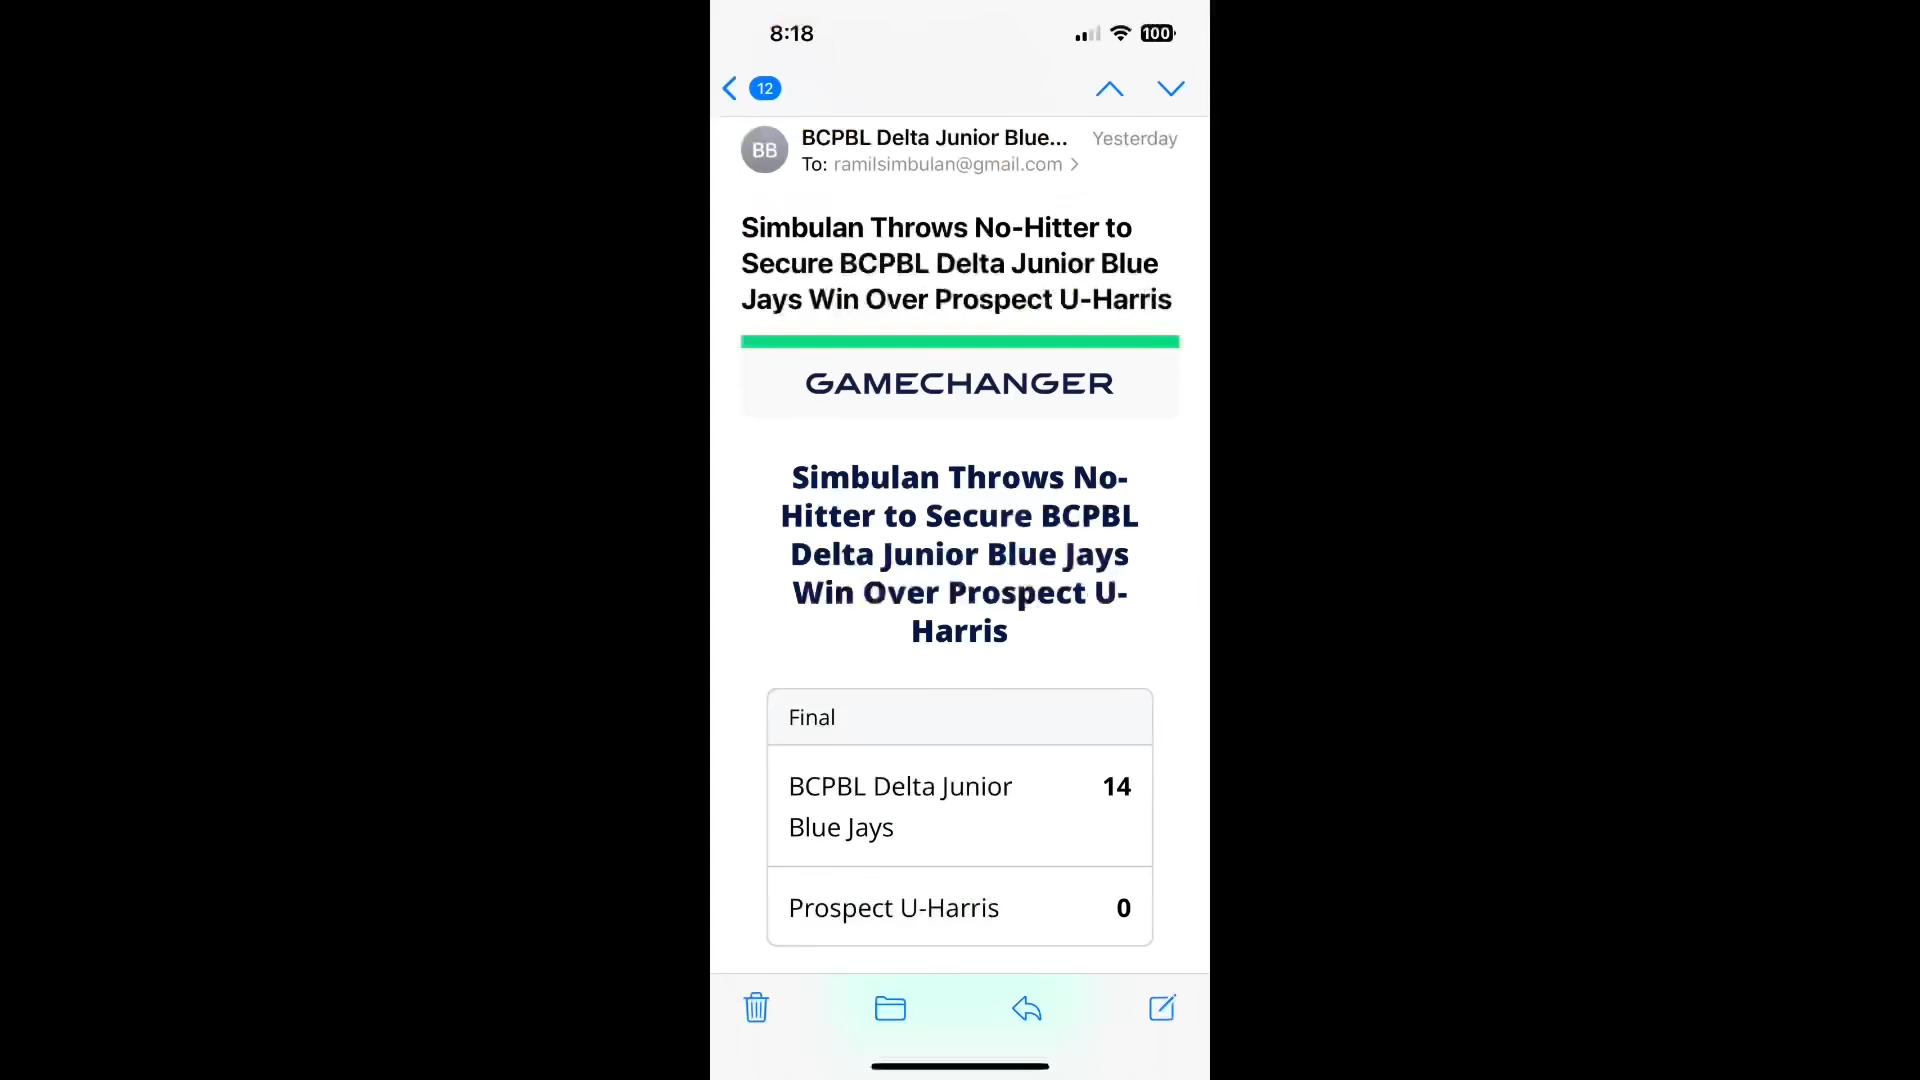 8:18
100
12
BB
BCPBL Delta Junior Blue...
Yesterday
To: ramilsimbulan@gmail.com
Simbulan Throws No-Hitter to
Secure BCPBL Delta Junior Blue
Jays Win Over Prospect U-Harris
GAMECHANGER
Simbulan Throws No-
Hitter to Secure BCPBL
Delta Junior Blue Jays
Win Over Prospect U-
Harris
Final
BCPBL Delta Junior 14
Blue Jays
Prospect U-Harris 0